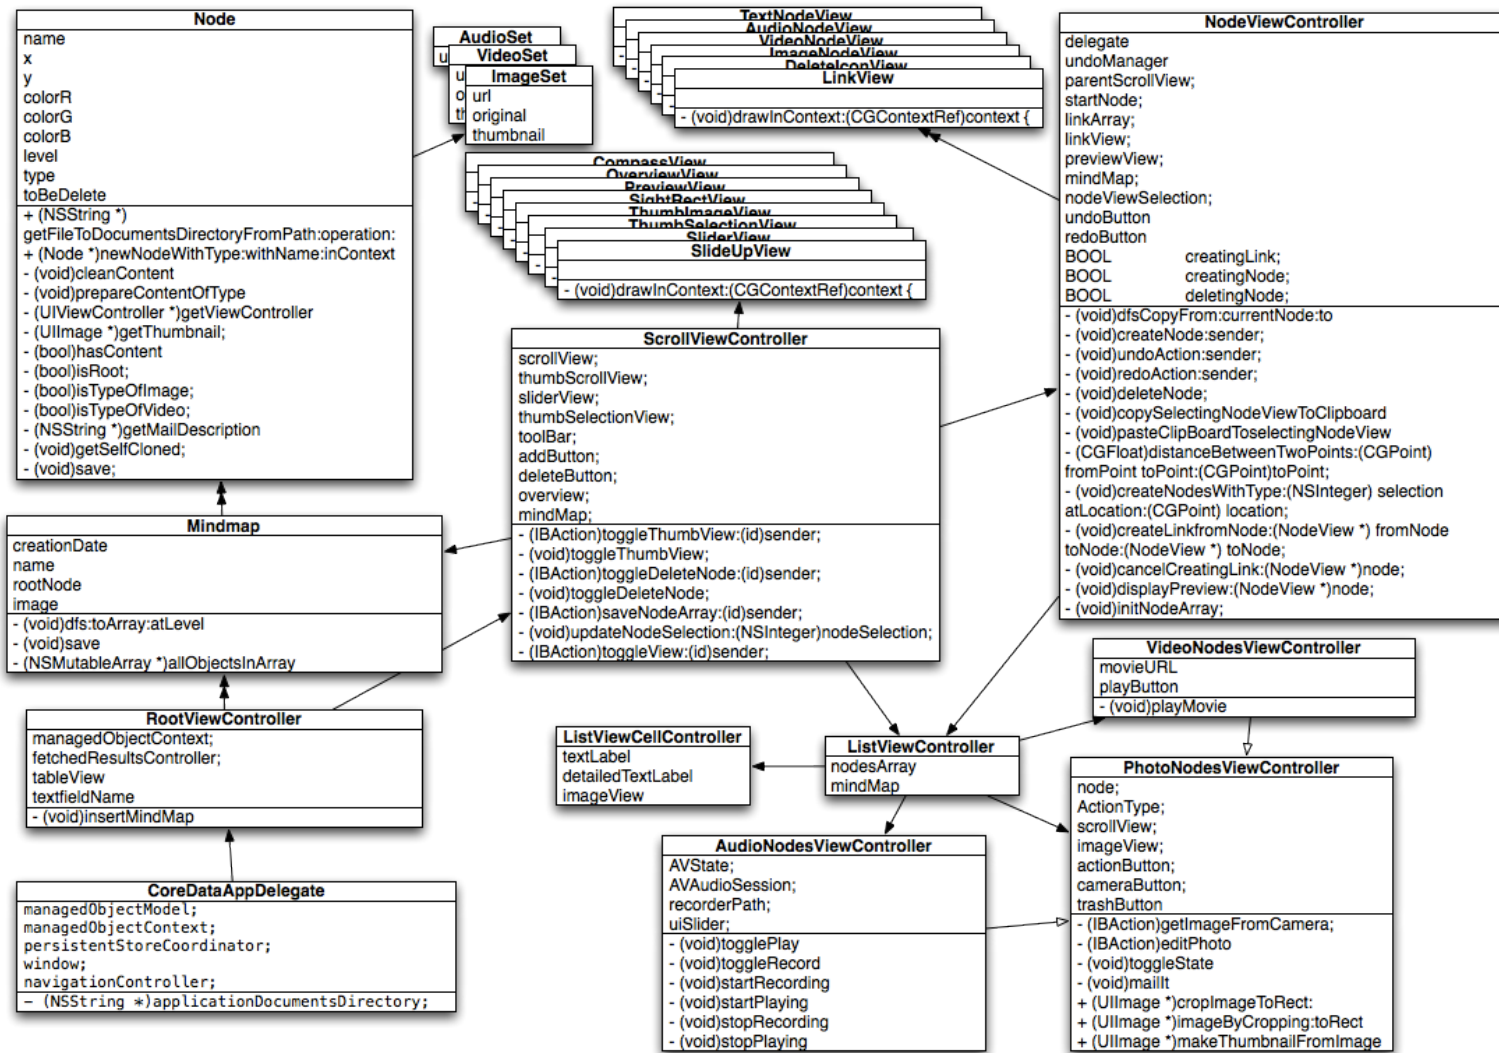 Node
name
x
y
colorR
colorG
colorB
level
type
toBeDelete
+ (NSString *)
getFileToDocumentsDirectoryFromPath:operation:
+ (Node *)newNodeWithType:withName:inContext
- (void)cleanContent
- (void)prepareContentOfType
- (UIViewController *)getViewController
- (UIImage *)getThumbnail;
- (bool)hasContent
- (bool)isRoot;
- (bool)isTypeOfImage;
- (bool)isTypeOfVideo;
- (NSString *)getMailDescription
- (void)getSelfCloned;
- (void)save;
AudioSet
VideoSet
ImageSet
url
original
thumbnail
TextNodeView
AudioNodeView
VideoNodeView
ImageNodeView
DeleteIconView
LinkView
- (void)drawInContext:(CGContextRef)context {
CompassView
OverviewView
PreviewView
SightRectView
ThumbImageView
ThumbSelectionView
SliderView
SlideUpView
- (void)drawInContext:(CGContextRef)context {
NodeViewController
delegate
undoManager
parentScrollView;
startNode;
linkArray;
linkView;
previewView;
mindMap;
nodeViewSelection;
undoButton
redoButton
BOOL creatingLink;
BOOL creatingNode;
BOOL deletingNode;
- (void)dfsCopyFrom:currentNode:to
- (void)createNode:sender;
- (void)undoAction:sender;
- (void)redoAction:sender;
- (void)deleteNode;
- (void)copySelectingNodeViewToClipboard
- (void)pasteClipBoardToselectingNodeView
- (CGFloat)distanceBetweenTwoPoints:(CGPoint)
fromPoint toPoint:(CGPoint)toPoint;
- (void)createNodesWithType:(NSInteger) selection
atLocation:(CGPoint) location;
- (void)createLinkfromNode:(NodeView *) fromNode
toNode:(NodeView *) toNode;
- (void)cancelCreatingLink:(NodeView *)node;
- (void)displayPreview:(NodeView *)node;
- (void)initNodeArray;
ScrollViewController
scrollView;
thumbScrollView;
sliderView;
thumbSelectionView;
toolBar;
addButton;
deleteButton;
overview;
mindMap;
- (IBAction)toggleThumbView:(id)sender;
- (void)toggleThumbView;
- (IBAction)toggleDeleteNode:(id)sender;
- (void)toggleDeleteNode;
- (IBAction)saveNodeArray:(id)sender;
- (void)updateNodeSelection:(NSInteger)nodeSelection;
- (IBAction)toggleView:(id)sender;
Mindmap
creationDate
name
rootNode
image
- (void)dfs:toArray:atLevel
- (void)save
- (NSMutableArray *)allObjectsInArray
RootViewController
managedObjectContext;
fetchedResultsController;
tableView
textfieldName
- (void)insertMindMap
CoreDataAppDelegate
managedObjectModel;
managedObjectContext;
persistentStoreCoordinator;
window;
navigationController;
- (NSString *)applicationDocumentsDirectory;
ListViewCellController
textLabel
detailedTextLabel
imageView
ListViewController
nodesArray
mindMap
VideoNodesViewController
movieURL
playButton
- (void)playMovie
AudioNodesViewController
AVState;
AVAudioSession;
recorderPath;
uiSlider;
- (void)togglePlay
- (void)toggleRecord
- (void)startRecording
- (void)startPlaying
- (void)stopRecording
- (void)stopPlaying
PhotoNodesViewController
node;
ActionType;
scrollView;
imageView;
actionButton;
cameraButton;
trashButton
- (IBAction)getImageFromCamera;
- (IBAction)editPhoto
- (void)toggleState
- (void)mailIt
+ (UIImage *)cropImageToRect:
+ (UIImage *)imageByCropping:toRect
+ (UIImage *)makeThumbnailFromImage